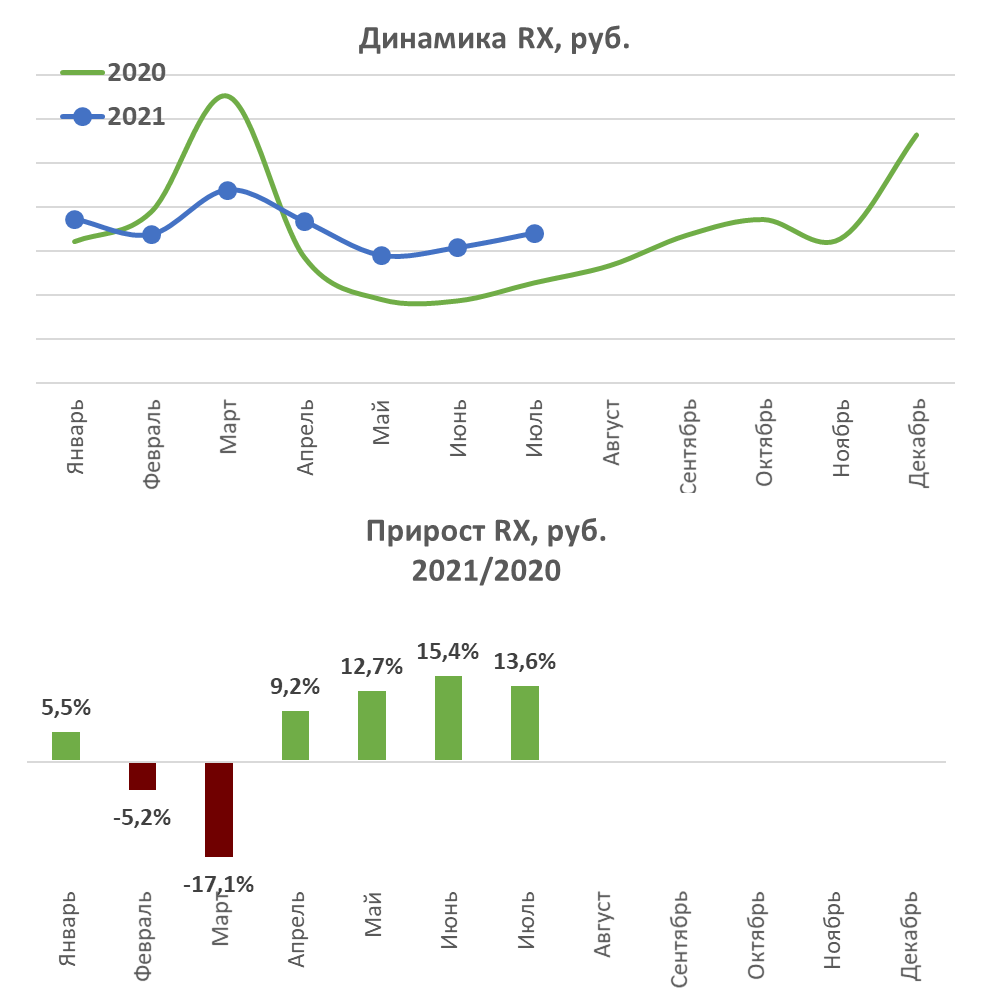 Динамика RX, руб.
2020
2021
Январь
Февраль
Март
Апрель
Май
Июнь
Июль
Август
Сентябрь
Октябрь
Ноябрь
Декабрь
Прирост RX, руб.
2021/2020
5,5%
-5,2%
-17,1%
9,2%
12,7%
15,4%
13,6%
Январь
Февраль
Март
Апрель
Май
Июнь
Июль
Август
Сентябрь
Октябрь
Ноябрь
Декабрь